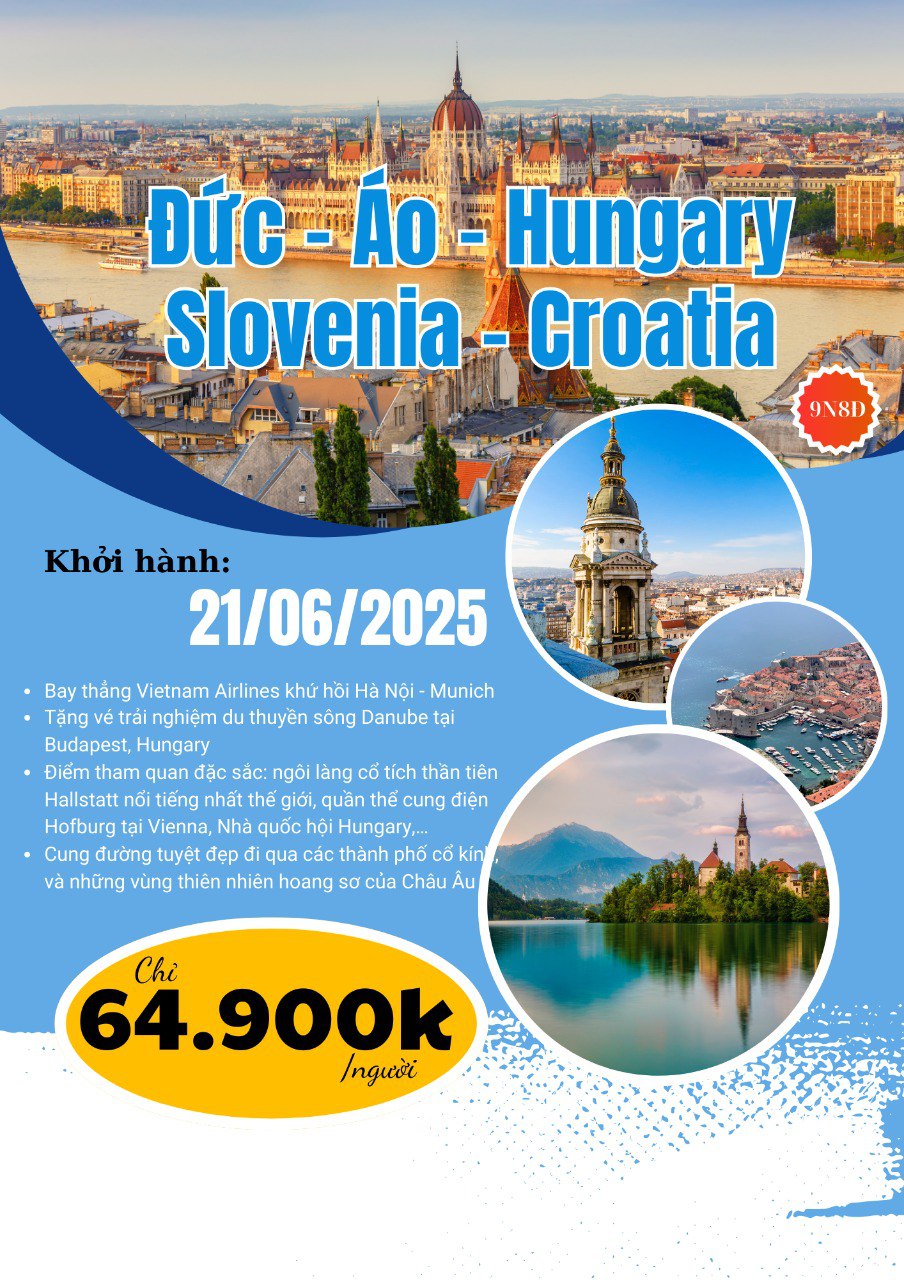 Đức - Áo - Hungary
Slovenia - Croatia
9N8D
Khởi hành:
21/06/2025
• Bay thẳng Vietnam Airlines khứ hồi Hà Nội - Munich
• Tặng vé trải nghiệm du thuyền sông Danube tại
Budapest, Hungary
• Điểm tham quan đặc sắc: ngôi làng cổ tích thần tiên
Hallstatt nổi tiếng nhất thế giới, quần thể cung điện
Hofburg tại Vienna, Nhà quốc hội Hungary,...
• Cung đường tuyệt đẹp đi qua các thành phố cổ kính,
và những vùng thiên nhiên hoang sơ của Châu Âu
Chỉ
64.900k
/người